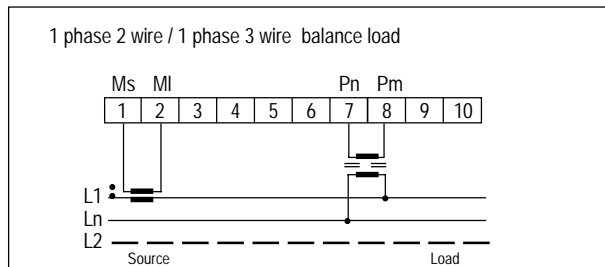 1 phase 2 wire / 1 phase 3 wire balance load
Ms Ml Pn Pm
1 2 3 4 5 6 7 8 9 10
L1
Ln
L2
Source Load